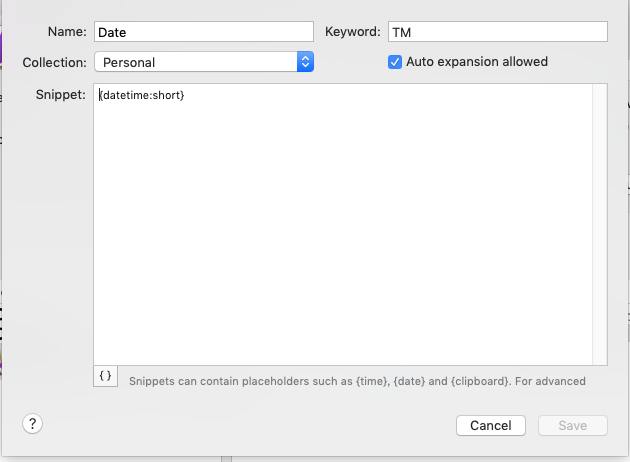 Name: Date Keyword: TM
Collection: Personal Auto expansion allowed
Snippet: {datetime:short}
{} Snippets can contain placeholders such as {time}, {date} and {clipboard}. For advanced
? Cancel Save